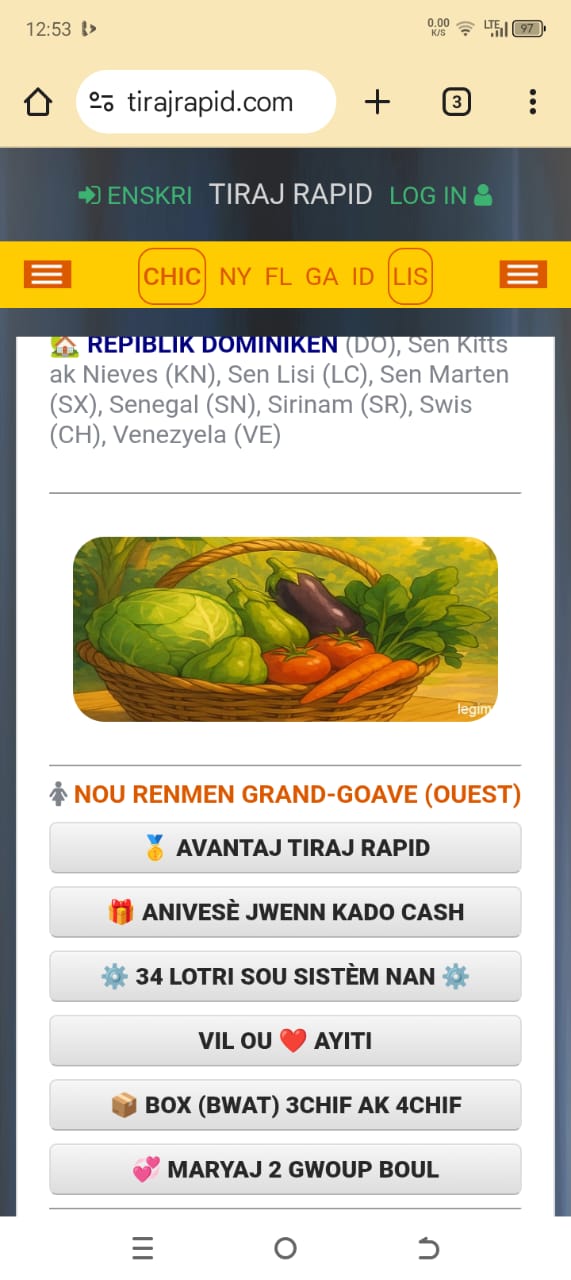 12:53
0.00
K/S
LTE
97
tirajrapid.com
3
ENSKRI TIRAJ RAPID LOG IN
CHIC NY FL GA ID LIS
🏡 REPIBLIK DOMINIKEN (DO), Sen Kitts
ak Nieves (KN), Sen Lisi (LC), Sen Marten
(SX), Senegal (SN), Sirinam (SR), Swis
(CH), Venezyela (VE)
legim
NOU RENMEN GRAND-GOAVE (OUEST)
🥇 AVANTAJ TIRAJ RAPID
🎁 ANIVESÈ JWENN KADO CASH
⚙️ 34 LOTRI SOU SISTÈM NAN ⚙️
VIL OU ❤️ AYITI
📦 BOX (BWAT) 3CHIF AK 4CHIF
💞 MARYAJ 2 GWOUP BOUL